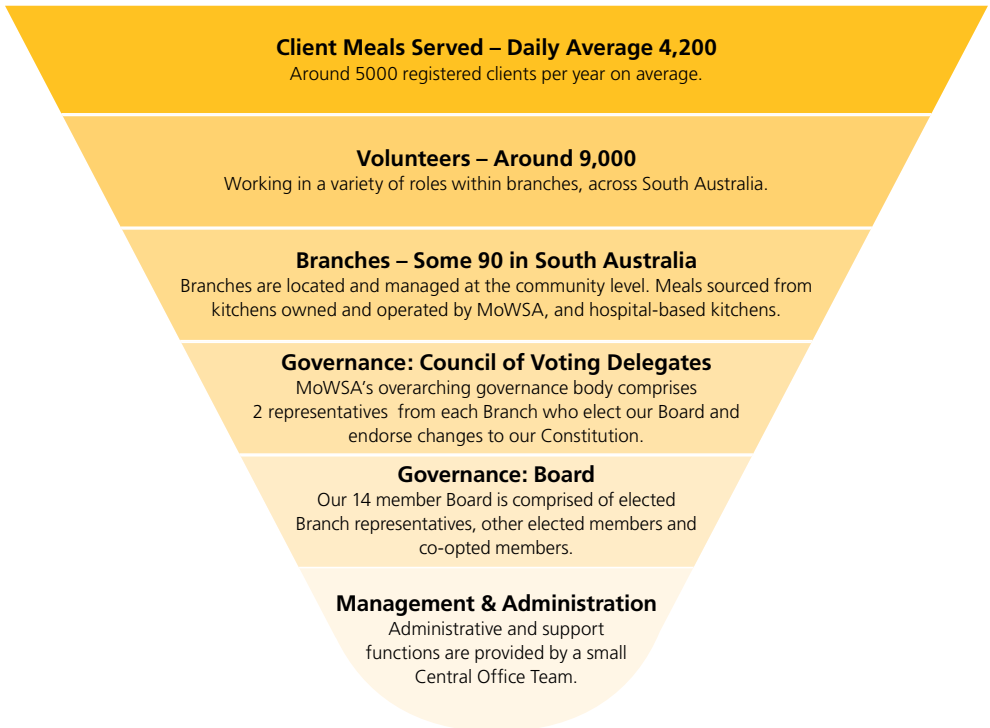 Client Meals Served – Daily Average 4,200
Around 5000 registered clients per year on average.
Volunteers – Around 9,000
Working in a variety of roles within branches, across South Australia.
Branches – Some 90 in South Australia
Branches are located and managed at the community level. Meals sourced from
kitchens owned and operated by MoWSA, and hospital-based kitchens.
Governance: Council of Voting Delegates
MoWSA’s overarching governance body comprises
2 representatives from each Branch who elect our Board and
endorse changes to our Constitution.
Governance: Board
Our 14 member Board is comprised of elected
Branch representatives, other elected members and
co-opted members.
Management & Administration
Administrative and support
functions are provided by a small
Central Office Team.